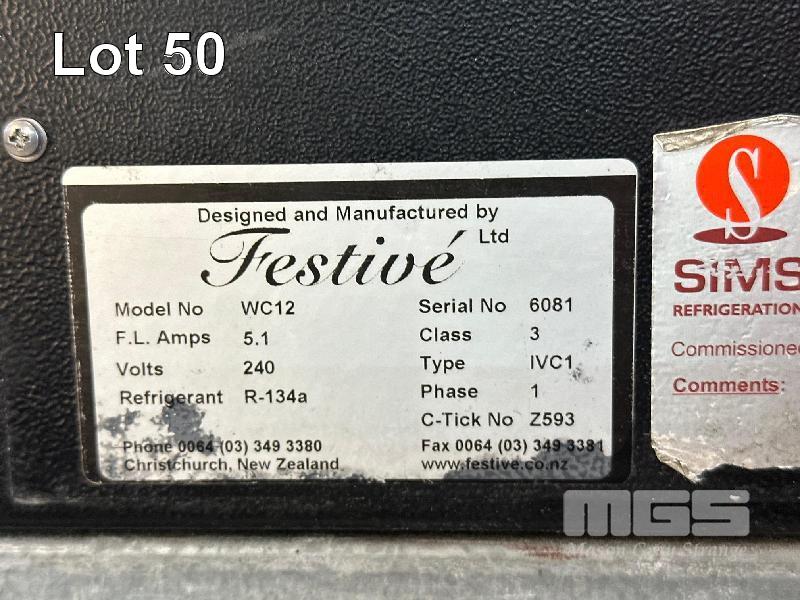 Lot 50
Designed and Manufactured by
Festivé Ltd
Model No WC12 Serial No 6081
F.L. Amps 5.1 Class 3
Volts 240 Type IVC1
Refrigerant R-134a Phase 1
C-Tick No Z593
Phone 0064 (03) 349 3380 Fax 0064 (03) 349 3381
Christchurch, New Zealand www.festive.co.nz
S
SIMS
REFRIGERATION
Commissioned
Comments:
MGS
Mason Gray Strange